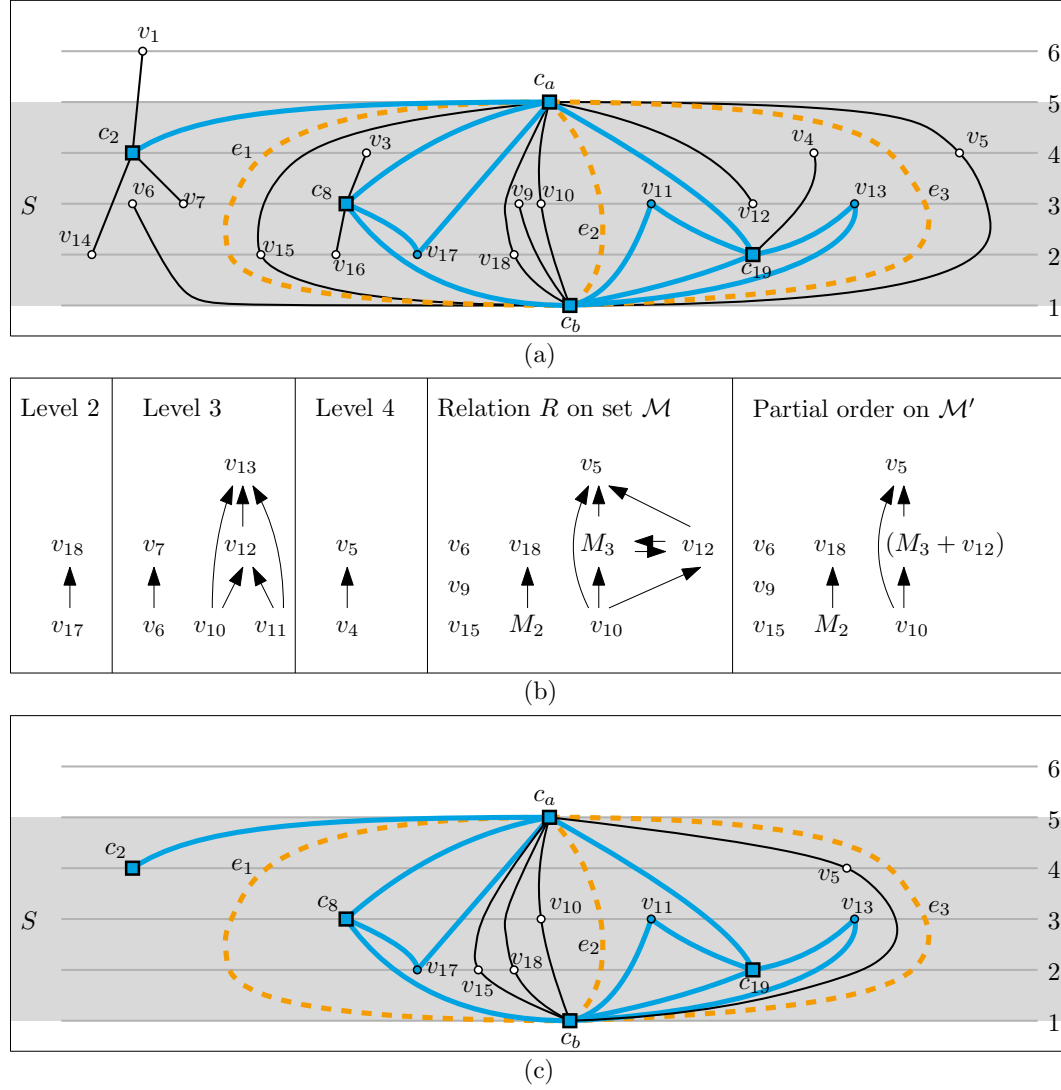 v1
6
ca
5
c2
e1
v3
v4
v5
4
v6
v7
c8
v9
v10
v11
v12
v13
e3
S
3
v14
v15
v16
v17
v18
e2
c19
2
cb
1
(a)
Level 2
Level 3
Level 4
Relation R on set ℳ
Partial order on ℳ′
v13
v5
v5
v18
v7
v12
v5
v6
v18
M3
v12
v6
v18
(M3 + v12)
v9
v9
v17
v6
v10
v11
v4
v15
M2
v10
v15
M2
v10
(b)
6
ca
5
c2
e1
v5
4
c8
v10
v11
v13
e3
S
3
v17
v15
v18
e2
c19
2
cb
1
(c)